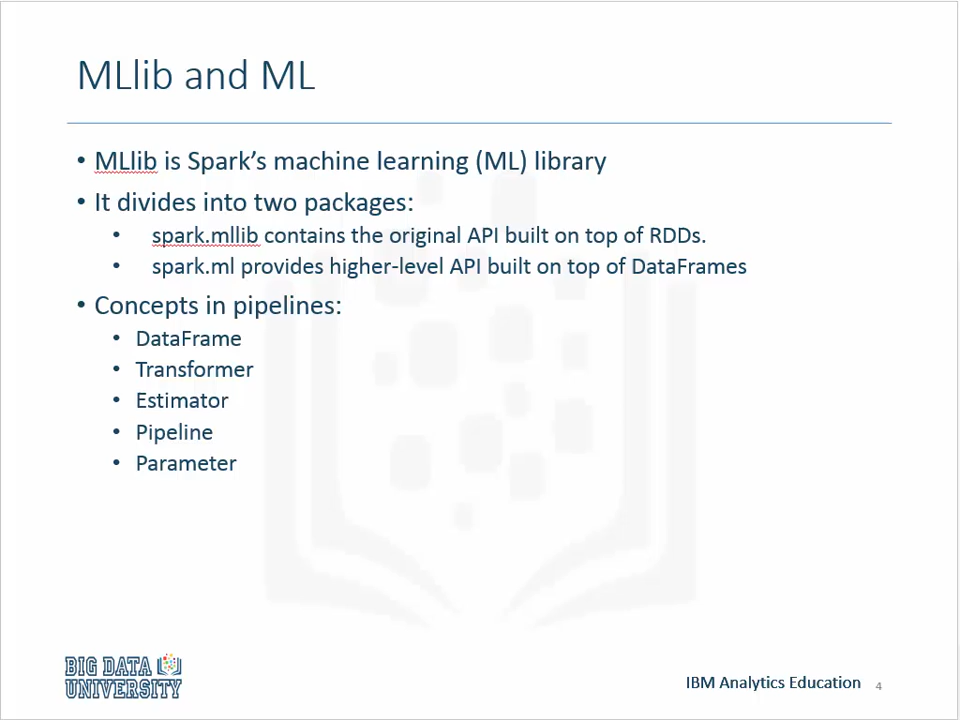 MLlib and ML
• MLlib is Spark's machine learning (ML) library
• It divides into two packages:
• spark.mllib contains the original API built on top of RDDs.
• spark.ml provides higher-level API built on top of DataFrames
• Concepts in pipelines:
• DataFrame
• Transformer
• Estimator
• Pipeline
• Parameter
BIG DATA
UNIVERSITY
IBM Analytics Education 4